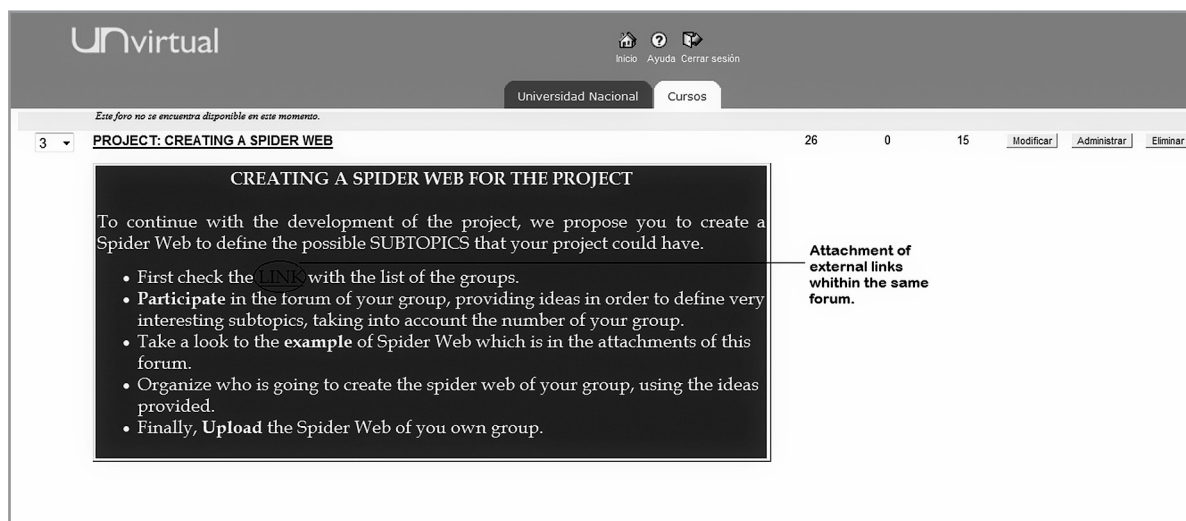 UNvirtual
Inicio Ayuda Cerrar sesión
Universidad Nacional Cursos
Este foro no se encuentra disponible en este momento.
3 PROJECT: CREATING A SPIDER WEB 26 0 15 Modificar Administrar Eliminar
CREATING A SPIDER WEB FOR THE PROJECT
To continue with the development of the project, we propose you to create a
Spider Web to define the possible SUBTOPICS that your project could have.
• First check the LINK with the list of the groups.
• Participate in the forum of your group, providing ideas in order to define very
interesting subtopics, taking into account the number of your group.
• Take a look to the example of Spider Web which is in the attachments of this
forum.
• Organize who is going to create the spider web of your group, using the ideas
provided.
• Finally, Upload the Spider Web of you own group.
Attachment of
external links
whithin the same
forum.